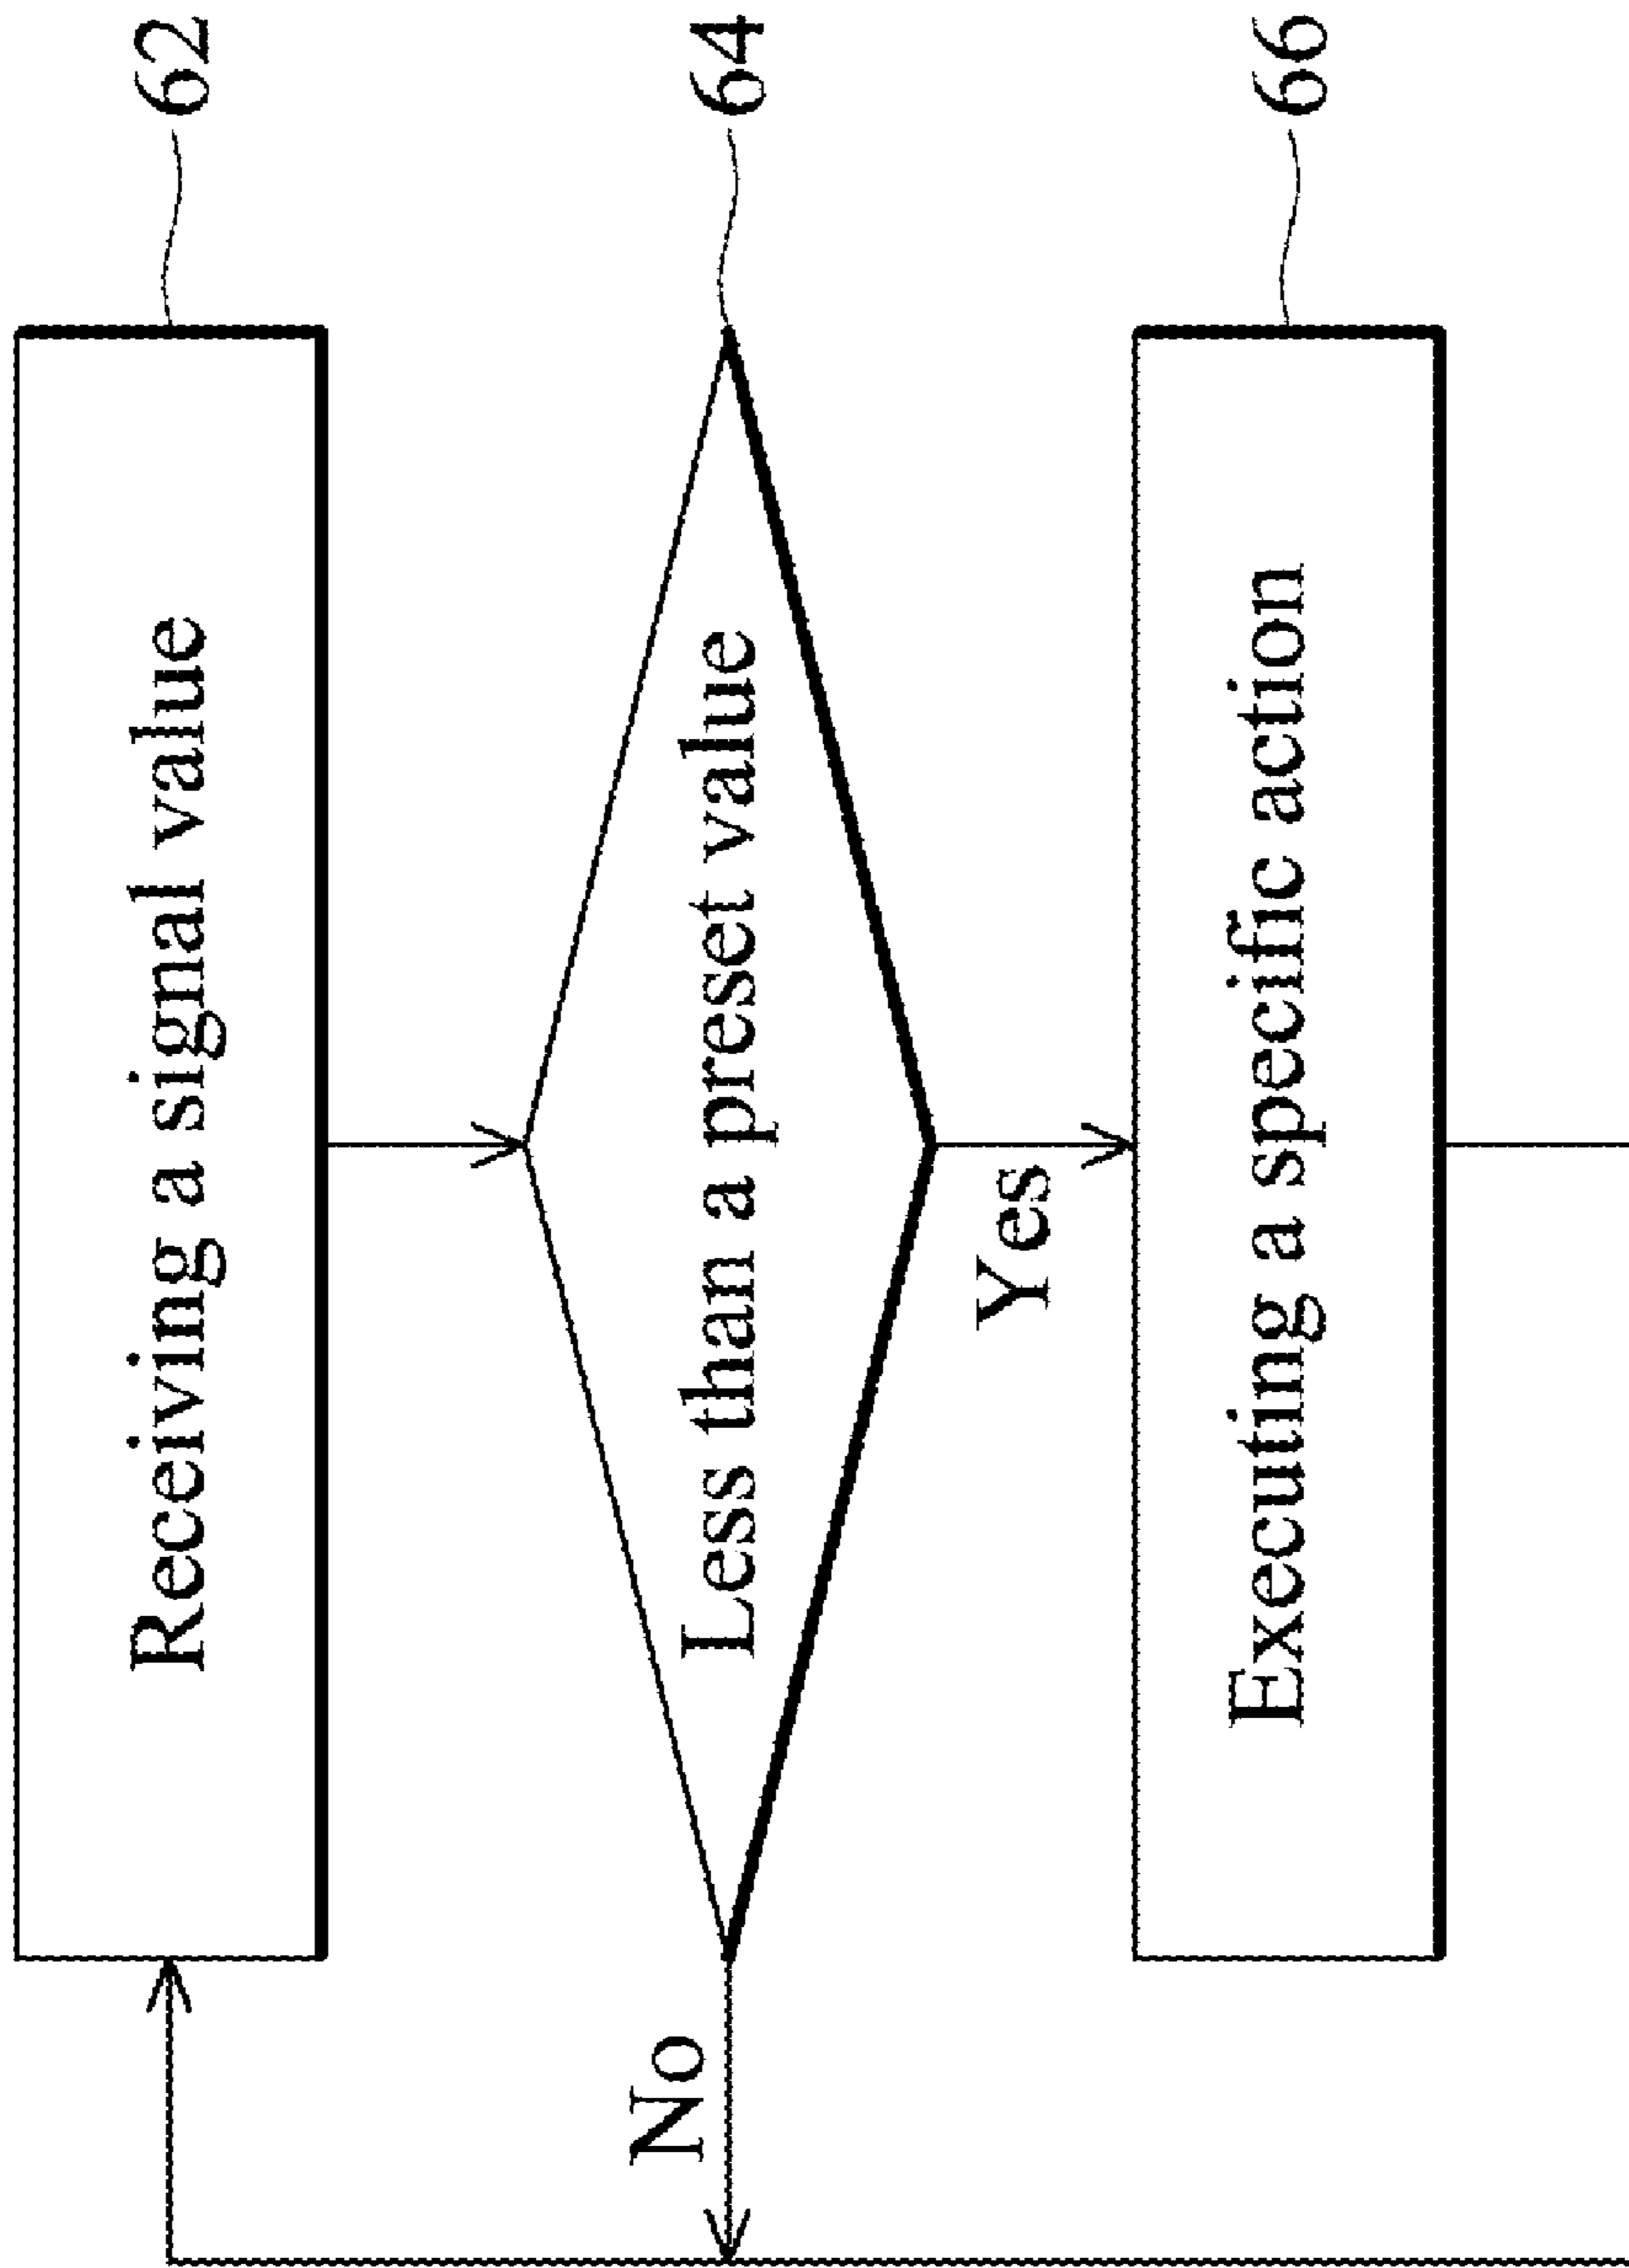 Receiving a signal value
62
Less than a preset value
64
No
Yes
Executing a specific action
66